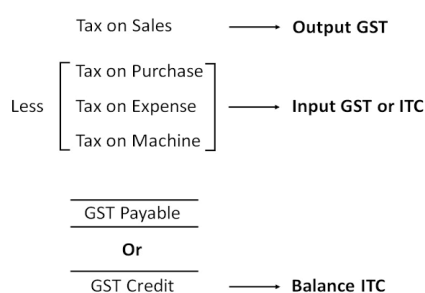 Tax on Sales Output GST
Tax on Purchase
Less Tax on Expense Input GST or ITC
Tax on Machine
GST Payable
Or
GST Credit Balance ITC